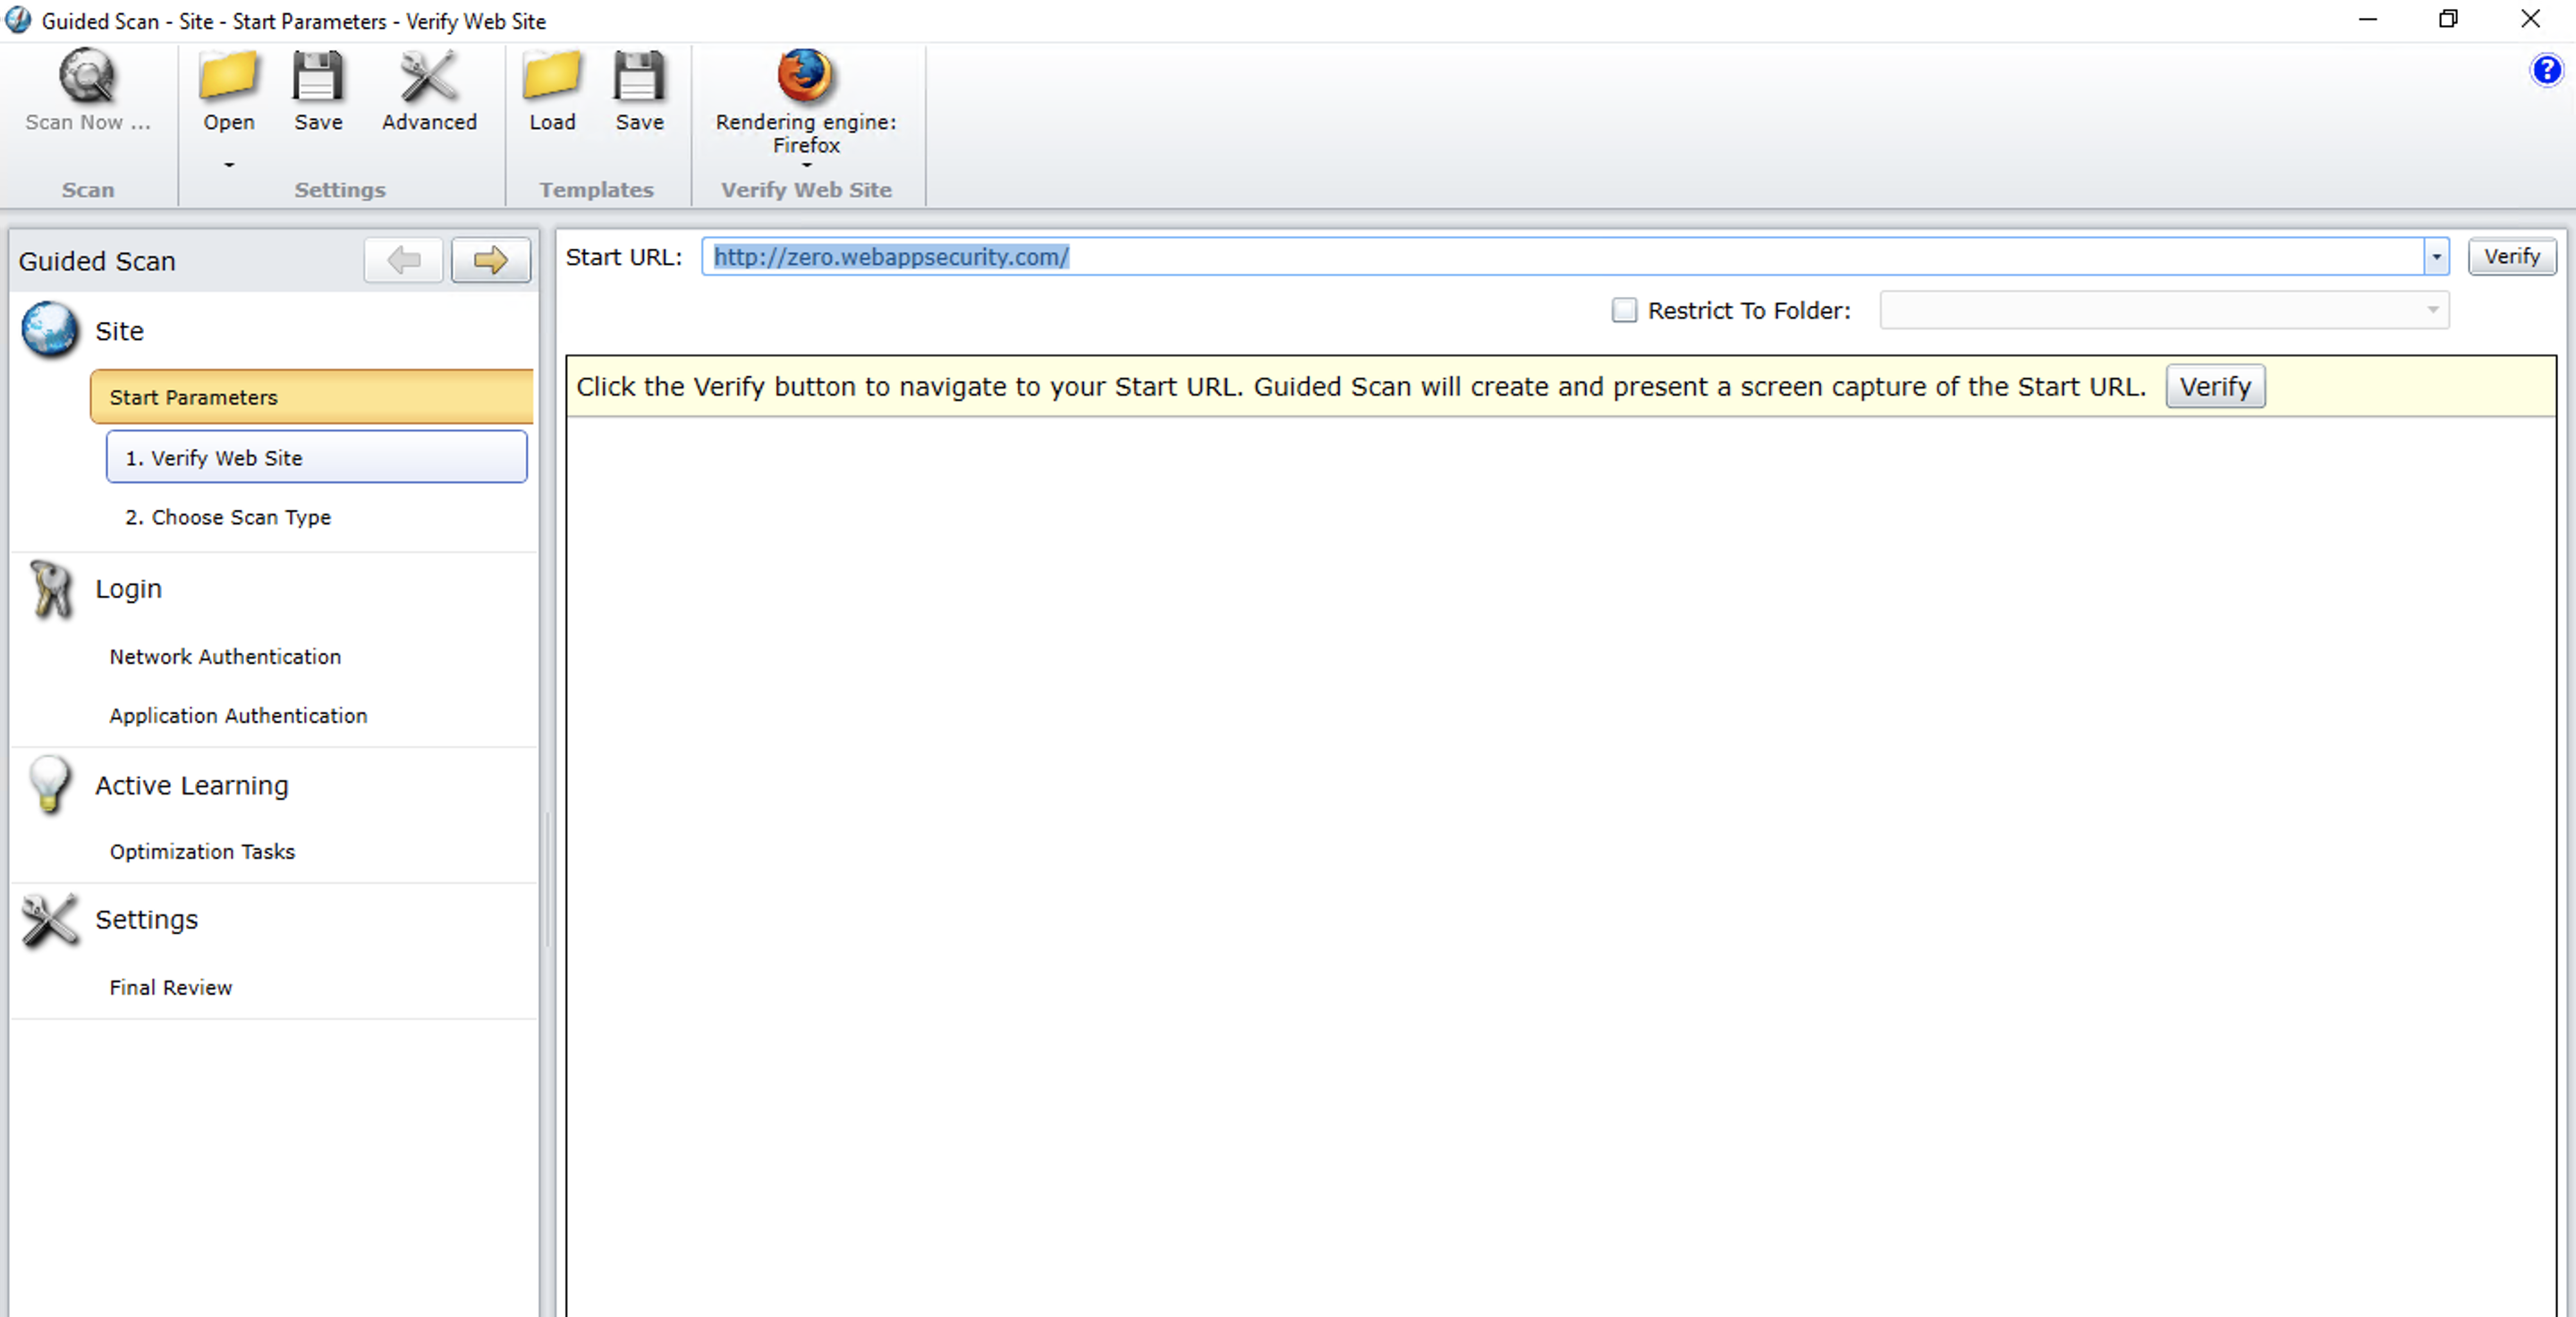 Guided Scan - Site - Start Parameters - Verify Web Site
Scan Now ...
Open
Save
Advanced
Load
Save
Rendering engine:
Firefox
Scan
Settings
Templates
Verify Web Site
?
Guided Scan
Site
Start Parameters
1. Verify Web Site
2. Choose Scan Type
Login
Network Authentication
Application Authentication
Active Learning
Optimization Tasks
Settings
Final Review
Start URL: http://zero.webappsecurity.com/ Verify
Restrict To Folder:
Click the Verify button to navigate to your Start URL. Guided Scan will create and present a screen capture of the Start URL. Verify